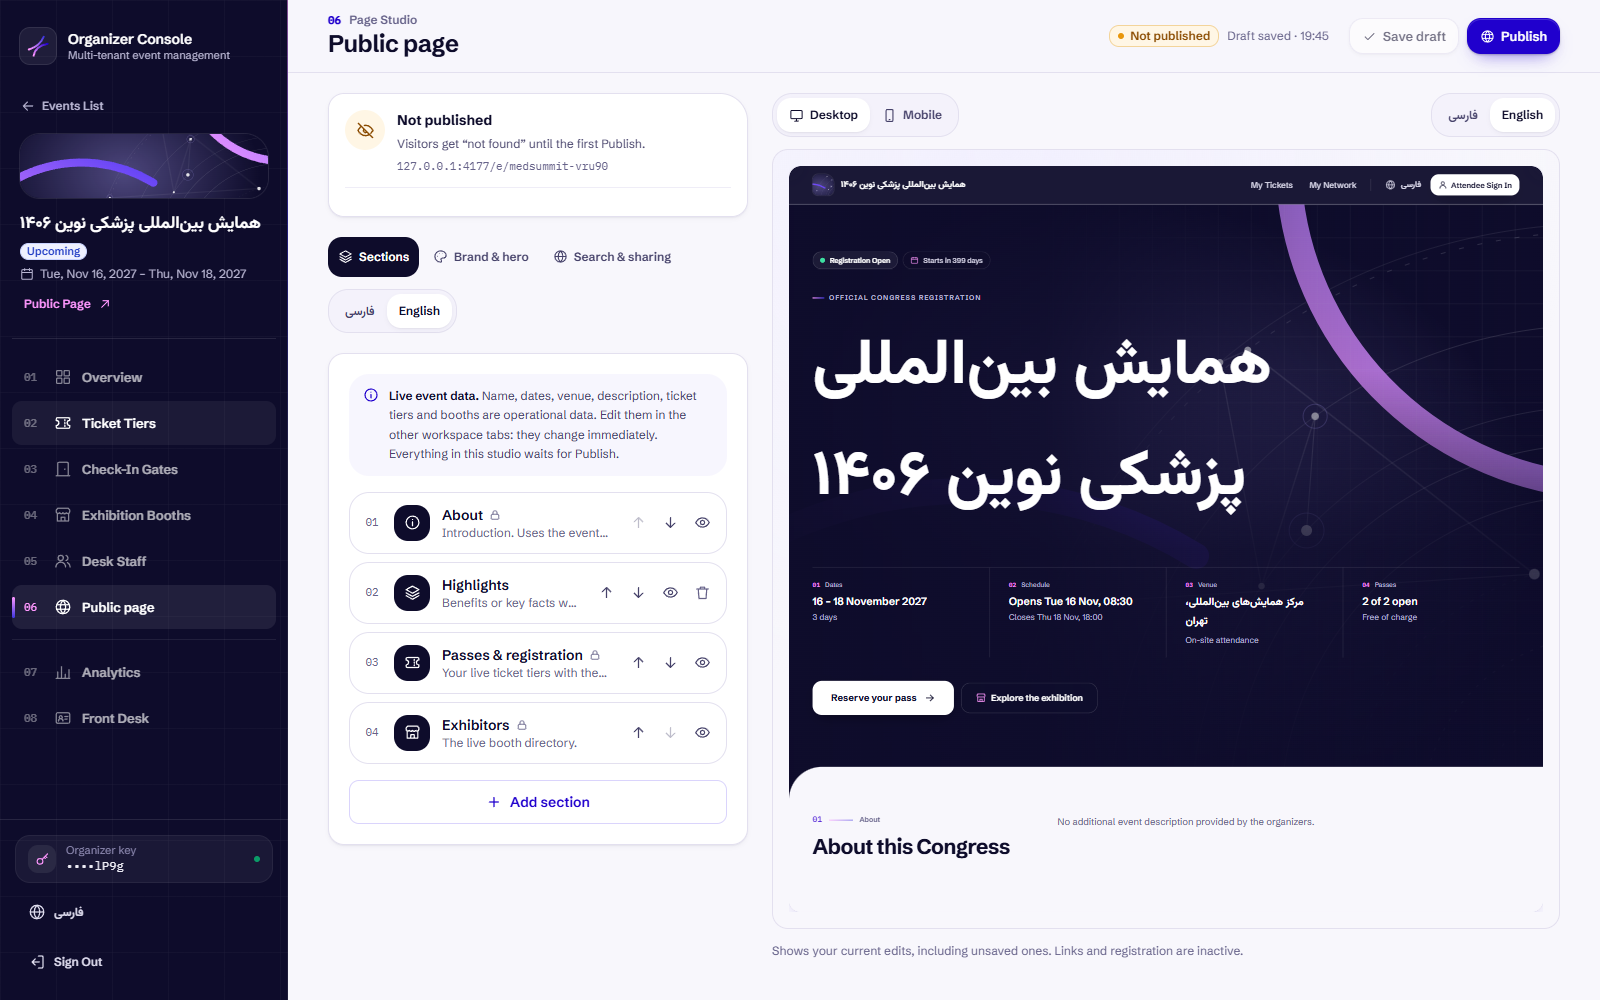 Organizer Console
Multi-tenant event management
Events List
همایش بین‌المللی پزشکی نوین ۱۴۰۶
Upcoming
Tue, Nov 16, 2027 – Thu, Nov 18, 2027
Public Page
01 Overview
02 Ticket Tiers
03 Check-In Gates
04 Exhibition Booths
05 Desk Staff
06 Public page
07 Analytics
08 Front Desk
Organizer key
••••lP9g
فارسی
Sign Out
06 Page Studio
Public page
Not published
Draft saved · 19:45
Save draft
Publish
Not published
Visitors get “not found” until the first Publish.
127.0.0.1:4177/e/medsummit-vru90
Sections
Brand & hero
Search & sharing
فارسی
English
Live event data. Name, dates, venue, description, ticket
tiers and booths are operational data. Edit them in the
other workspace tabs: they change immediately.
Everything in this studio waits for Publish.
01 About
Introduction. Uses the event…
02 Highlights
Benefits or key facts w…
03 Passes & registration
Your live ticket tiers with the…
04 Exhibitors
The live booth directory.
Add section
Desktop
Mobile
فارسی
English
همایش بین‌المللی پزشکی نوین ۱۴۰۶
My Tickets
My Network
فارسی
Attendee Sign In
Registration Open
Starts in 399 days
OFFICIAL CONGRESS REGISTRATION
همایش بین‌المللی
پزشکی نوین ۱۴۰۶
01 Dates
16 – 18 November 2027
3 days
02 Schedule
Opens Tue 16 Nov, 08:30
Closes Thu 18 Nov, 18:00
03 Venue
مرکز همایش‌های بین‌المللی،
تهران
On-site attendance
04 Passes
2 of 2 open
Free of charge
Reserve your pass
Explore the exhibition
01 About
About this Congress
No additional event description provided by the organizers.
Shows your current edits, including unsaved ones. Links and registration are inactive.